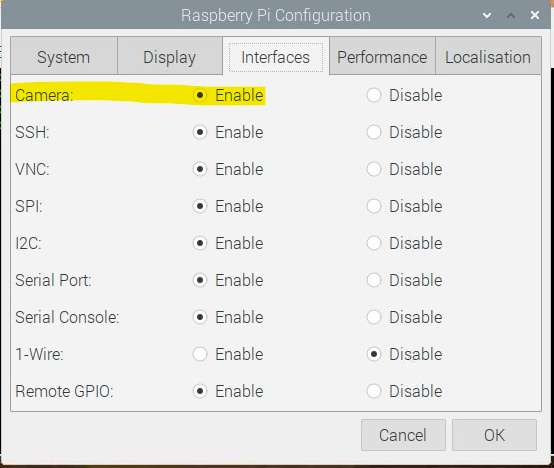 Raspberry Pi Configuration
System Display Interfaces Performance Localisation
Camera: Enable Disable
SSH: Enable Disable
VNC: Enable Disable
SPI: Enable Disable
I2C: Enable Disable
Serial Port: Enable Disable
Serial Console: Enable Disable
1-Wire: Enable Disable
Remote GPIO: Enable Disable
Cancel OK